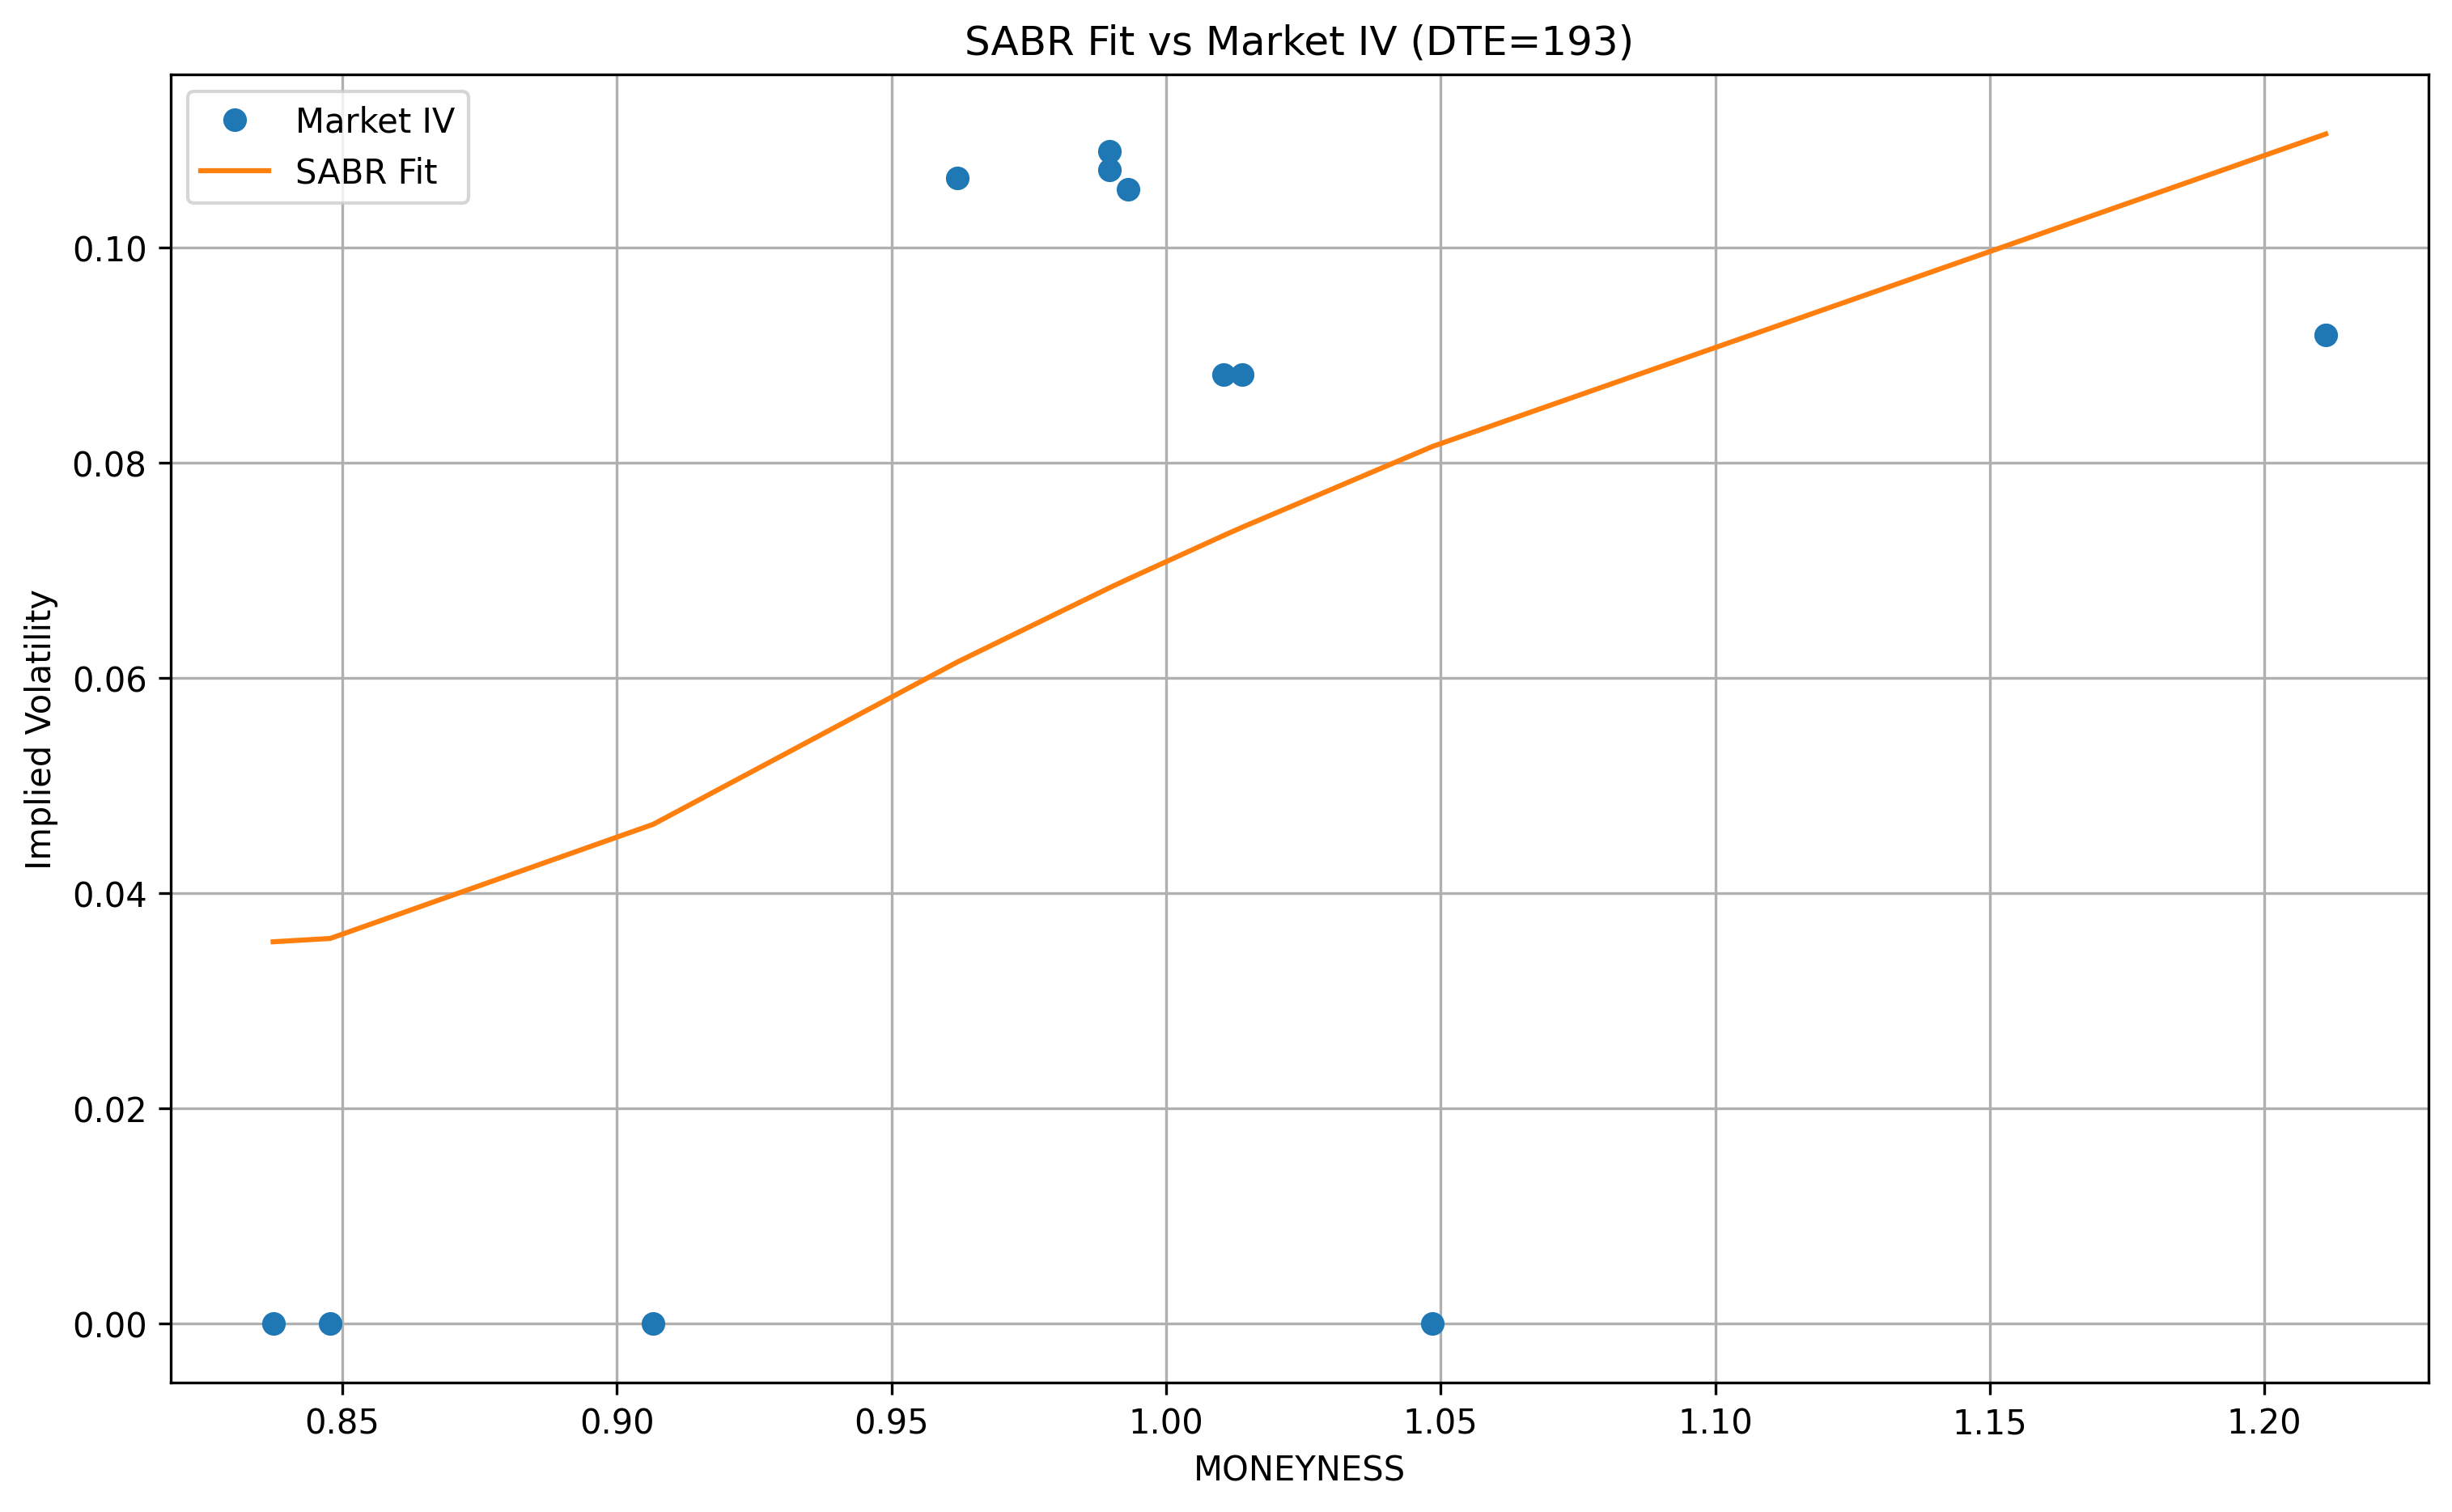 SABR Fit vs Market IV (DTE=193)
Market IV
SABR Fit
Implied Volatility
0.10
0.08
0.06
0.04
0.02
0.00
0.85 0.90 0.95 1.00 1.05 1.10 1.15 1.20
MONEYNESS